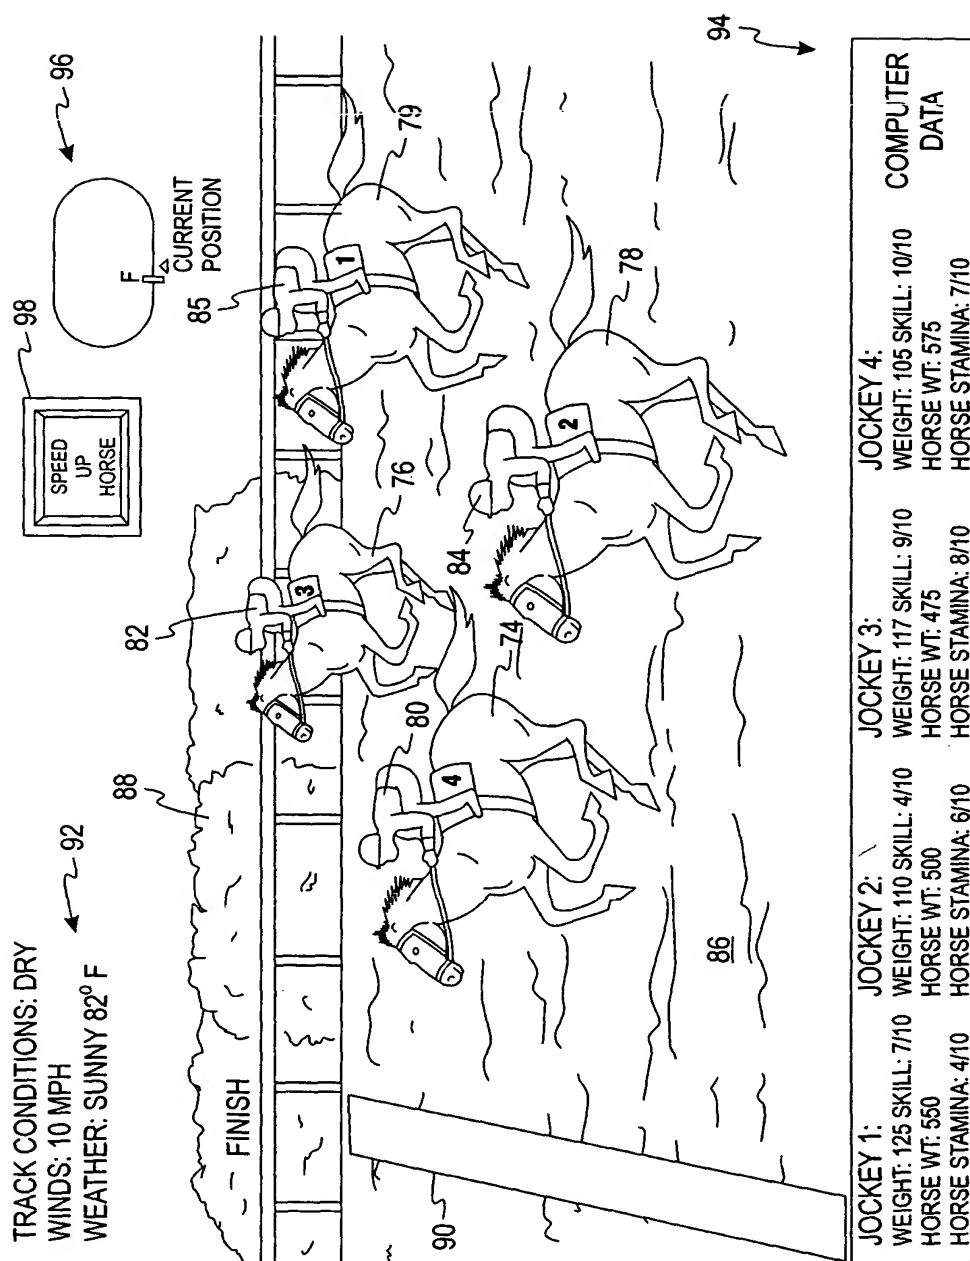 TRACK CONDITIONS: DRY
WINDS: 10 MPH
WEATHER: SUNNY 82⁰ F
92
88
98
SPEED
UP
HORSE
96
F
CURRENT
POSITION
FINISH
82
85
3
1
79
76
80
84
4
2
74
78
90
86
94
JOCKEY 1:
WEIGHT: 125 SKILL: 7/10
HORSE WT: 550
HORSE STAMINA: 4/10
JOCKEY 2:
WEIGHT: 110 SKILL: 4/10
HORSE WT: 500
HORSE STAMINA: 6/10
JOCKEY 3:
WEIGHT: 117 SKILL: 9/10
HORSE WT: 475
HORSE STAMINA: 8/10
JOCKEY 4:
WEIGHT: 105 SKILL: 10/10
HORSE WT: 575
HORSE STAMINA: 7/10
COMPUTER
DATA